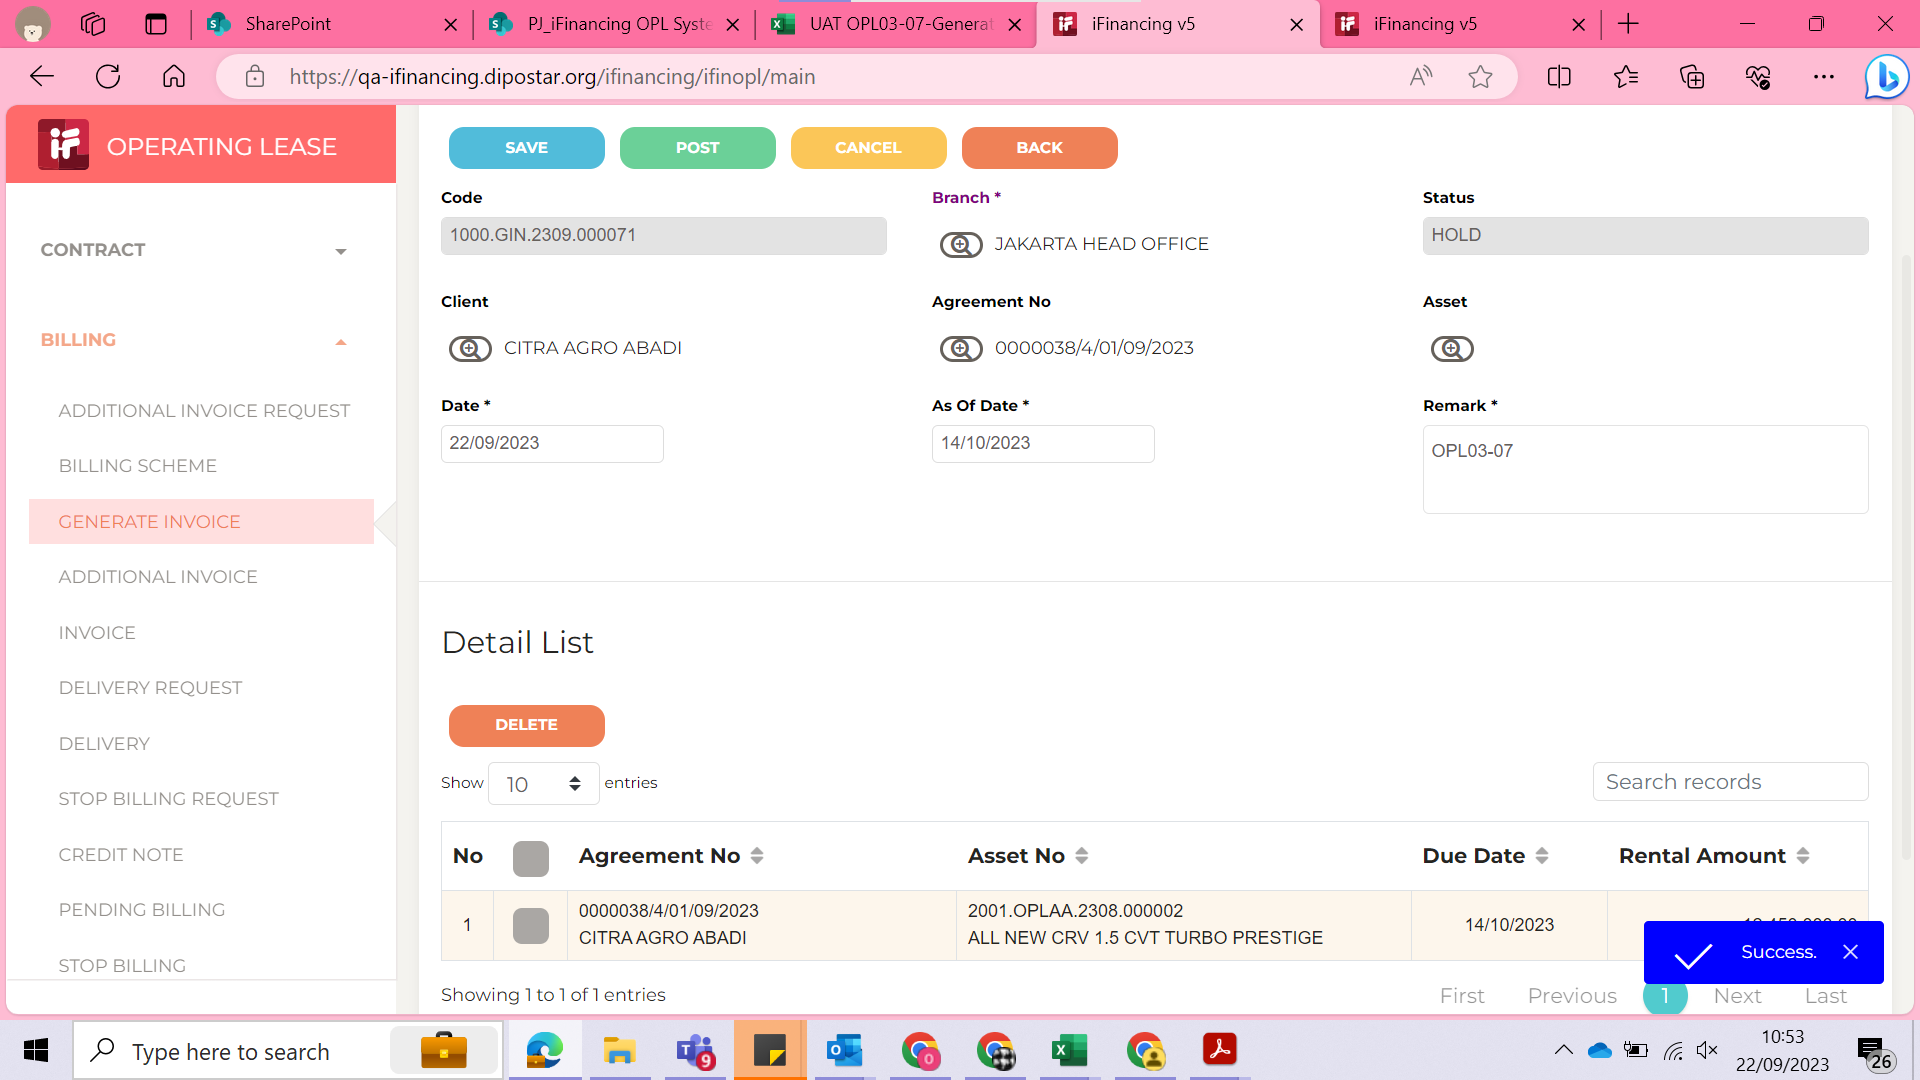 SharePoint
PJ_iFinancing OPL Syste
UAT OPL03-07-Generat
iFinancing v5
iFinancing v5
https://qa-ifinancing.dipostar.org/ifinancing/ifinopl/main
OPERATING LEASE
SAVE
POST
CANCEL
BACK
Code
Branch *
Status
1000.GIN.2309.000071
JAKARTA HEAD OFFICE
HOLD
CONTRACT
Client
Agreement No
Asset
CITRA AGRO ABADI
0000038/4/01/09/2023
BILLING
ADDITIONAL INVOICE REQUEST
BILLING SCHEME
GENERATE INVOICE
ADDITIONAL INVOICE
INVOICE
DELIVERY REQUEST
DELIVERY
STOP BILLING REQUEST
CREDIT NOTE
PENDING BILLING
STOP BILLING
Date *
As Of Date *
Remark *
22/09/2023
14/10/2023
OPL03-07
Detail List
DELETE
Show 10 entries
Search records
No
Agreement No
Asset No
Due Date
Rental Amount
1
0000038/4/01/09/2023
CITRA AGRO ABADI
2001.OPLAA.2308.000002
ALL NEW CRV 1.5 CVT TURBO PRESTIGE
14/10/2023
Success.
Showing 1 to 1 of 1 entries
First
Previous
1
Next
Last
Type here to search
9
10:53
22/09/2023
26